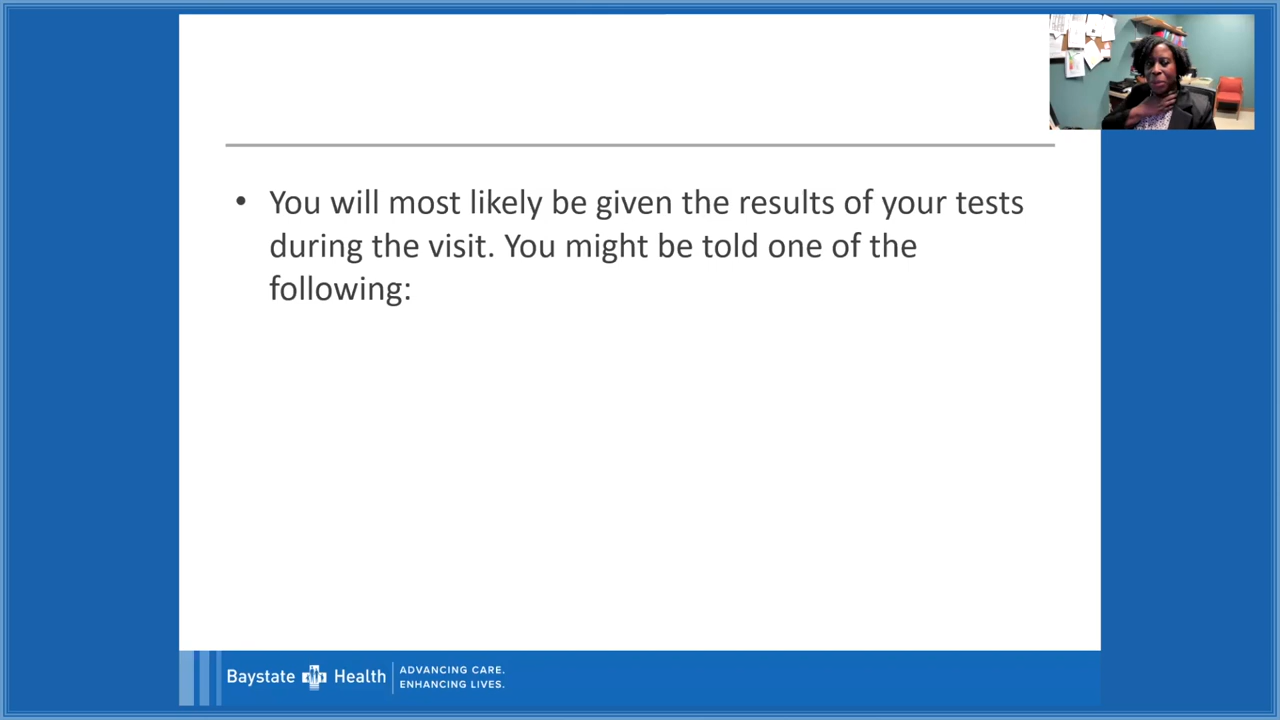 • You will most likely be given the results of your tests
during the visit. You might be told one of the
following:
Baystate Health
ADVANCING CARE.
ENHANCING LIVES.